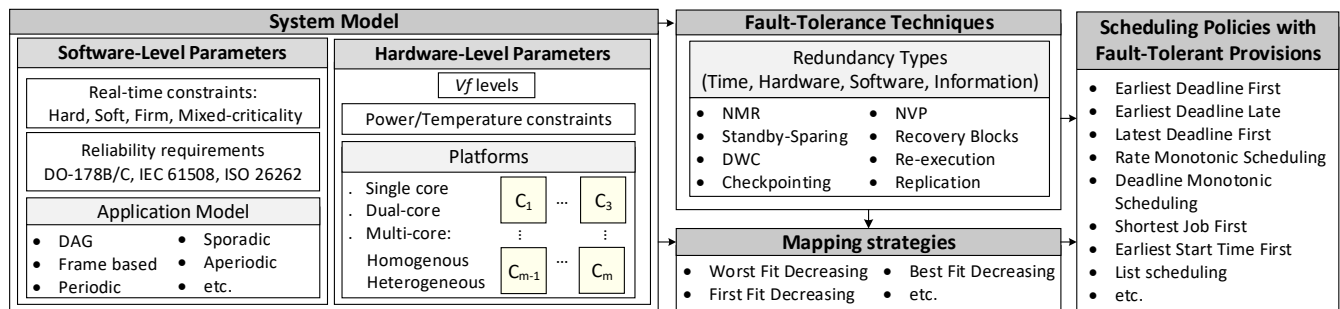 System Model
Software-Level Parameters
Real-time constraints:
Hard, Soft, Firm, Mixed-criticality
Reliability requirements
DO-178B/C, IEC 61508, ISO 26262
Application Model
• DAG
• Frame based
• Periodic
• Sporadic
• Aperiodic
• etc.
Hardware-Level Parameters
Vf levels
Power/Temperature constraints
Platforms
. Single core
. Dual-core
. Multi-core:
Homogenous
Heterogeneous
C1 ... C3
⋮ ⋮
Cm-1 ... Cm
Fault-Tolerance Techniques
Redundancy Types
(Time, Hardware, Software, Information)
• NMR
• Standby-Sparing
• DWC
• Checkpointing
• NVP
• Recovery Blocks
• Re-execution
• Replication
Mapping strategies
• Worst Fit Decreasing
• First Fit Decreasing
• Best Fit Decreasing
• etc.
Scheduling Policies with
Fault-Tolerant Provisions
• Earliest Deadline First
• Earliest Deadline Late
• Latest Deadline First
• Rate Monotonic Scheduling
• Deadline Monotonic
Scheduling
• Shortest Job First
• Earliest Start Time First
• List scheduling
• etc.